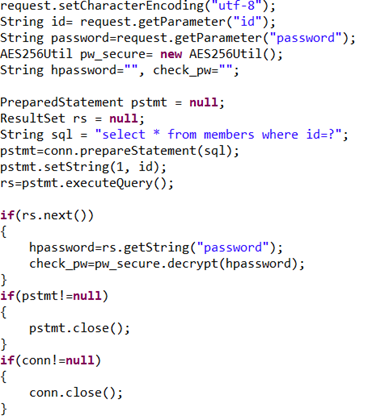 request.setCharacterEncoding("utf-8");
String id= request.getParameter("id");
String password=request.getParameter("password");
AES256Util pw_secure= new AES256Util();
String hpassword="", check_pw="";

PreparedStatement pstmt = null;
ResultSet rs = null;
String sql = "select * from members where id=?";
pstmt=conn.prepareStatement(sql);
pstmt.setString(1, id);
rs=pstmt.executeQuery();

if(rs.next())
{
    hpassword=rs.getString("password");
    check_pw=pw_secure.decrypt(hpassword);
}
if(pstmt!=null)
{
    pstmt.close();
}
if(conn!=null)
{
    conn.close();
}